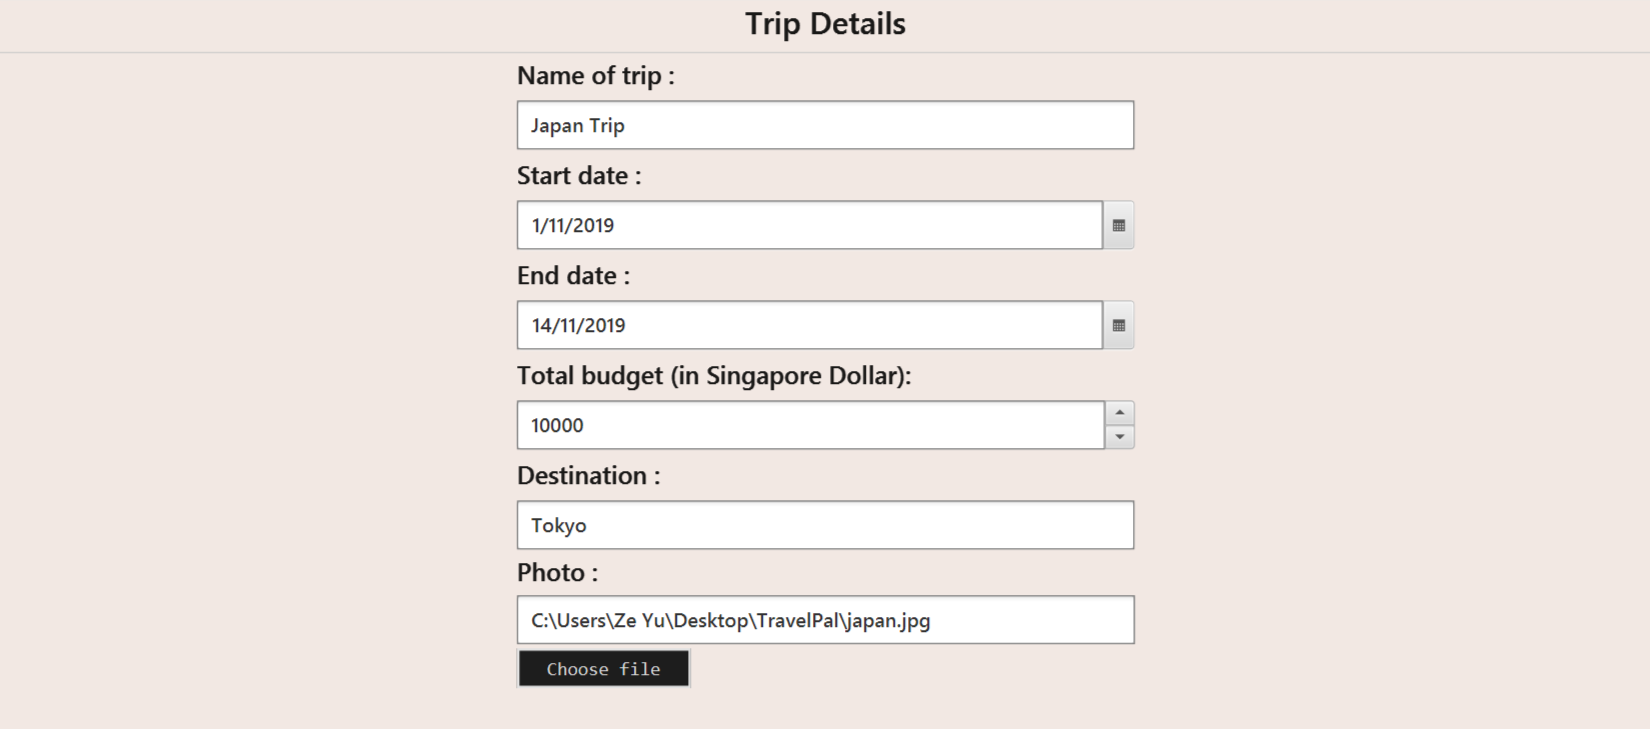 Trip Details
Name of trip :
Japan Trip
Start date :
1/11/2019
End date :
14/11/2019
Total budget (in Singapore Dollar):
10000
Destination :
Tokyo
Photo :
C:\Users\Ze Yu\Desktop\TravelPal\japan.jpg
Choose file